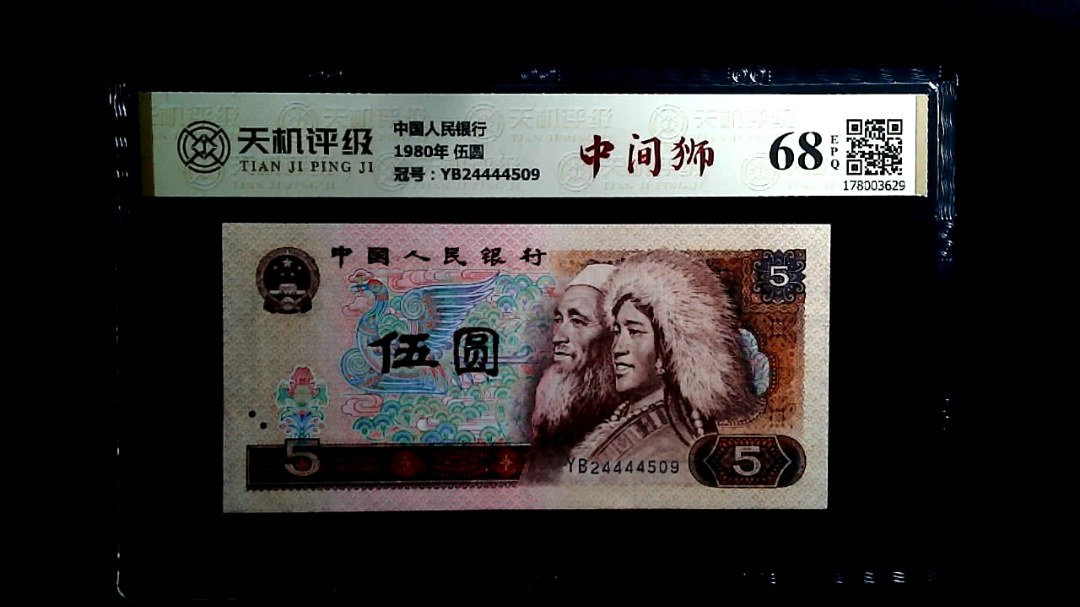 天机评级
TIAN JI PING JI
中国人民银行
1980年 伍圆
冠号：YB24444509
中间狮
68
EPQ
178003629
中国人民银行
5
伍圆
5
YB24444509
5